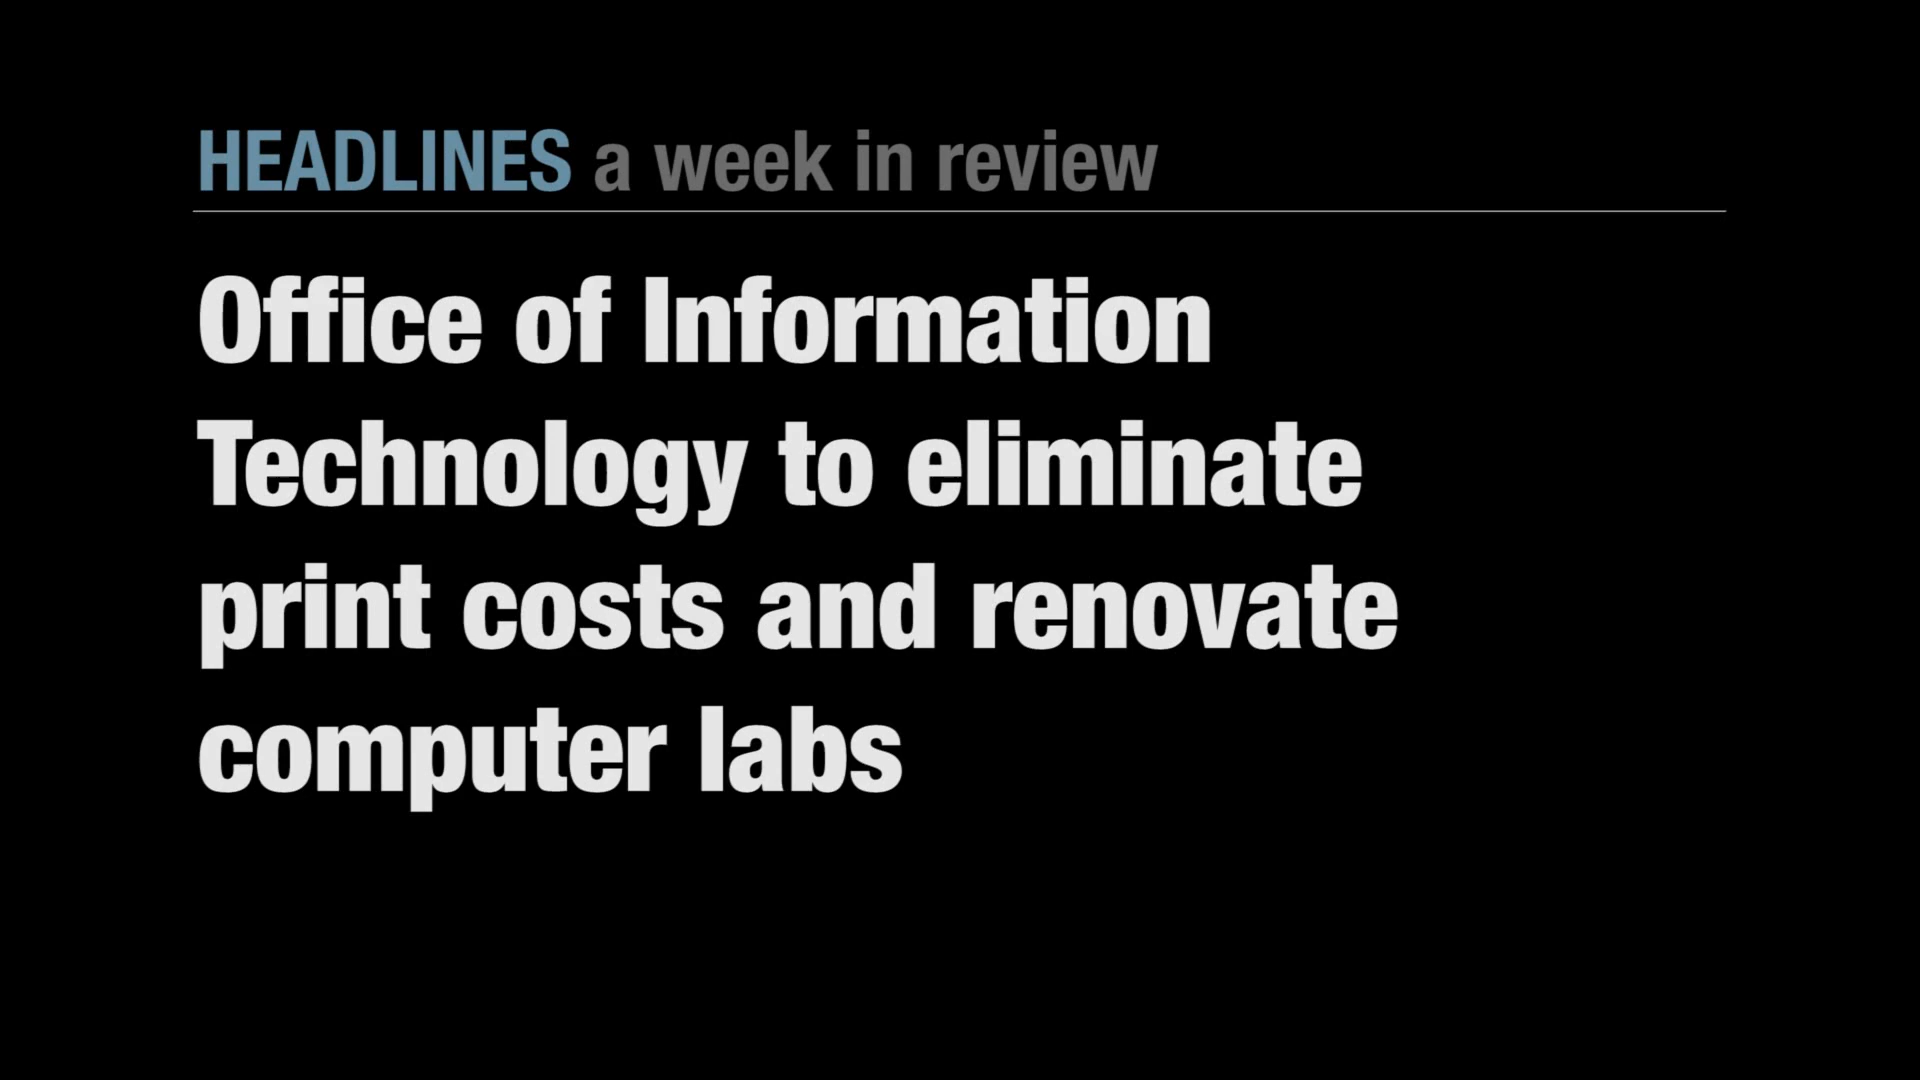 HEADLINES a week in review
Office of Information
Technology to eliminate
print costs and renovate
computer labs